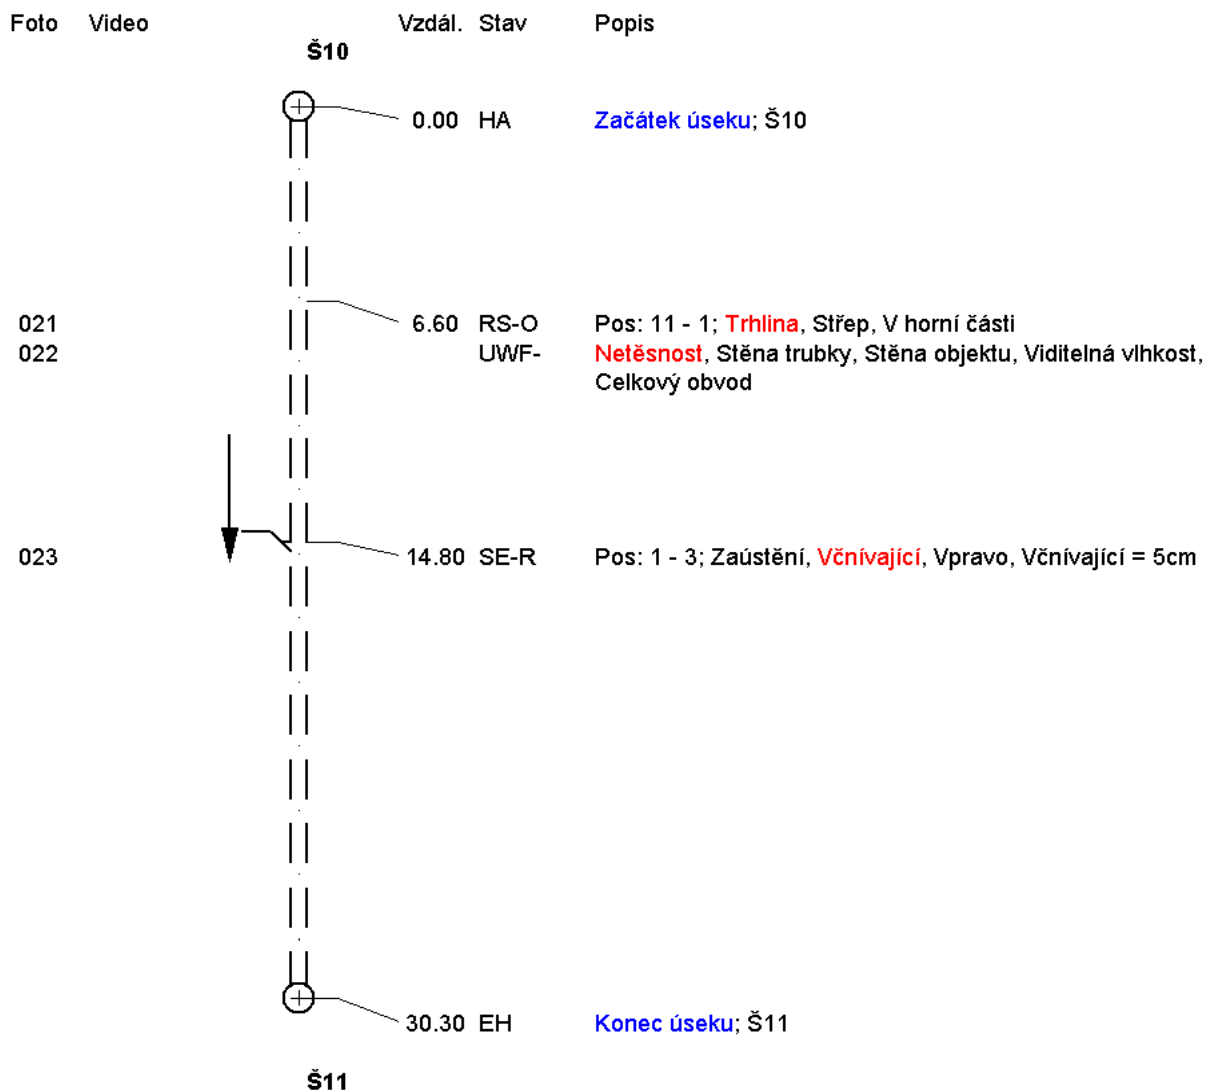 Foto Video Vzdál. Stav Popis
Š10
0.00 HA Začátek úseku; Š10
021 6.60 RS-O Pos: 11 - 1; Trhlina, Střep, V horní části
022 UWF- Netěsnost, Stěna trubky, Stěna objektu, Viditelná vlhkost,
Celkový obvod
023 14.80 SE-R Pos: 1 - 3; Zaústění, Včnívající, Vpravo, Včnívající = 5cm
30.30 EH Konec úseku; Š11
Š11